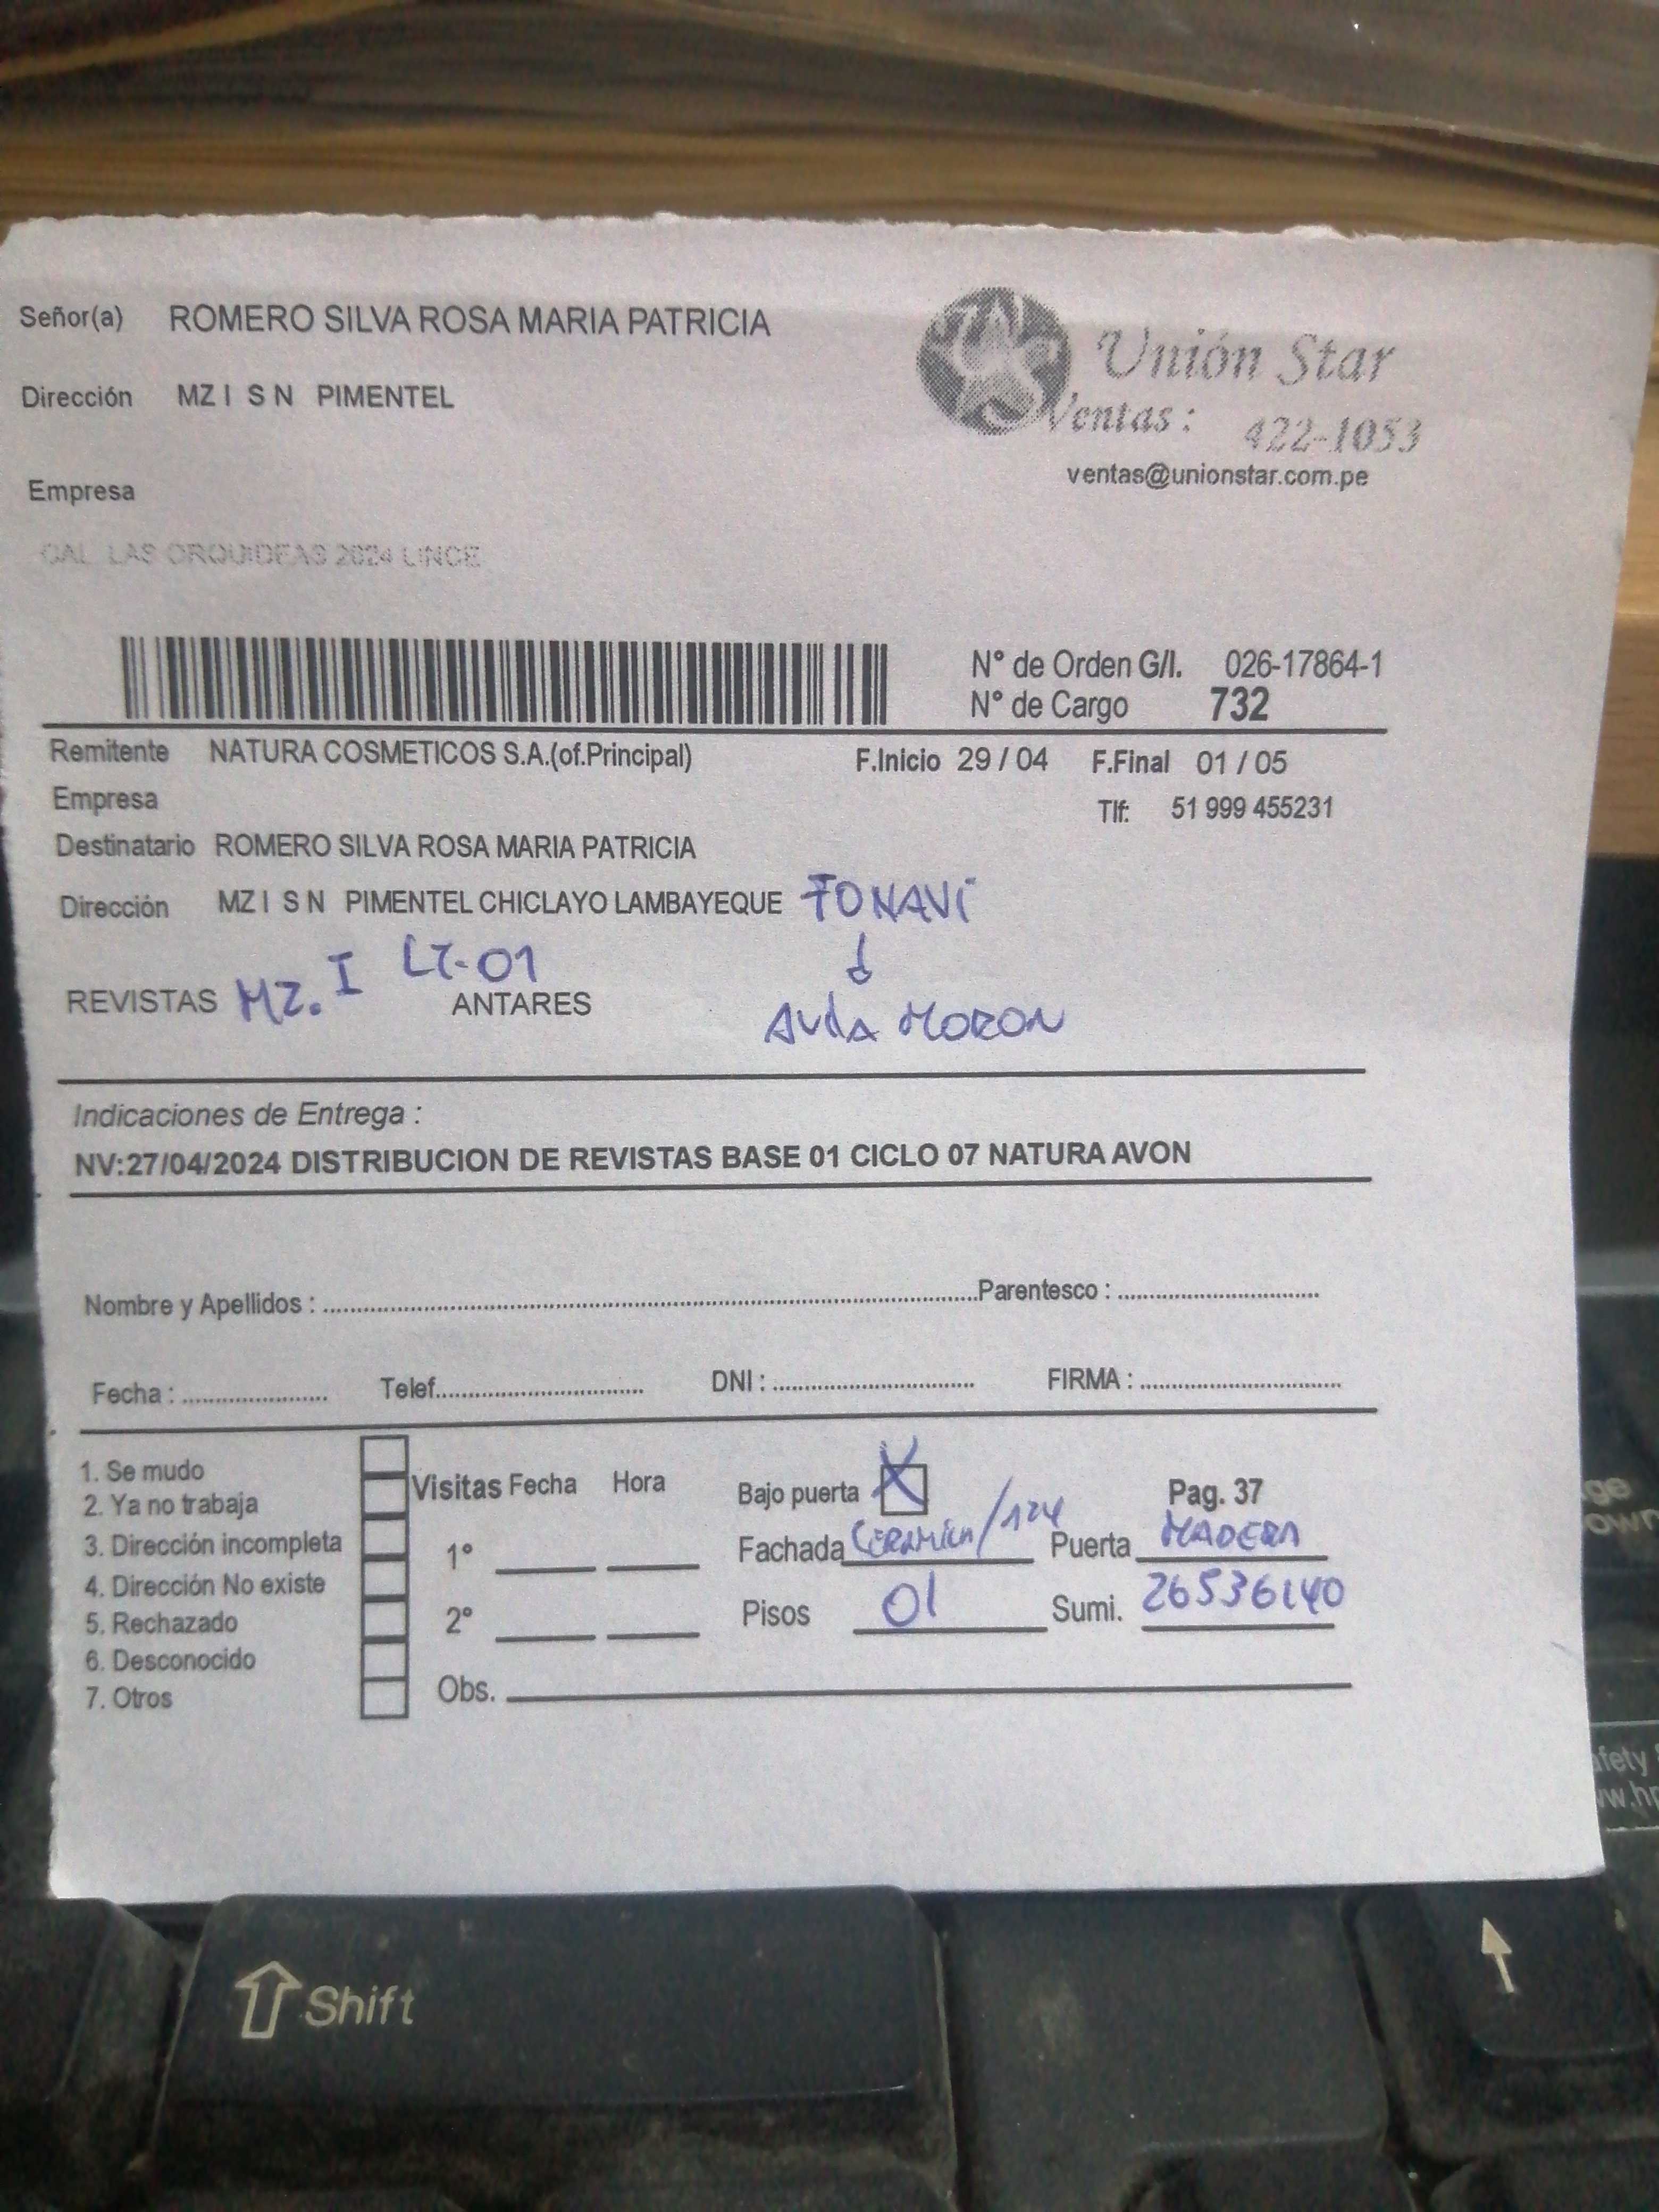 Señor(a) ROMERO SILVA ROSA MARIA PATRICIA
Unión Star
Dirección MZ I S N PIMENTEL
Ventas: 422-1053
ventas@unionstar.com.pe
Empresa
CAL LAS ORQUIDEAS 2024 LINCE
N° de Orden G/I. 026-17864-1
N° de Cargo 732
Remitente NATURA COSMETICOS S.A.(of.Principal) F.Inicio 29 / 04 F.Final 01 / 05
Empresa Tlf: 51 999 455231
Destinatario ROMERO SILVA ROSA MARIA PATRICIA
Dirección MZ I S N PIMENTEL CHICLAYO LAMBAYEQUE FONAVI
MZ. I LT-01
REVISTAS ANTARES
MORON
Indicaciones de Entrega :
NV:27/04/2024 DISTRIBUCION DE REVISTAS BASE 01 CICLO 07 NATURA AVON
Nombre y Apellidos : Parentesco :
Fecha : Telef. DNI : FIRMA :
1. Se mudo
2. Ya no trabaja
3. Dirección incompleta
4. Dirección No existe
5. Rechazado
6. Desconocido
7. Otros
Visitas Fecha Hora
1°
2°
Obs.
Bajo puerta X Pag. 37
Fachada CERAMICA/124 Puerta MADERA
Pisos 01 Sumi. 26536140
Shift